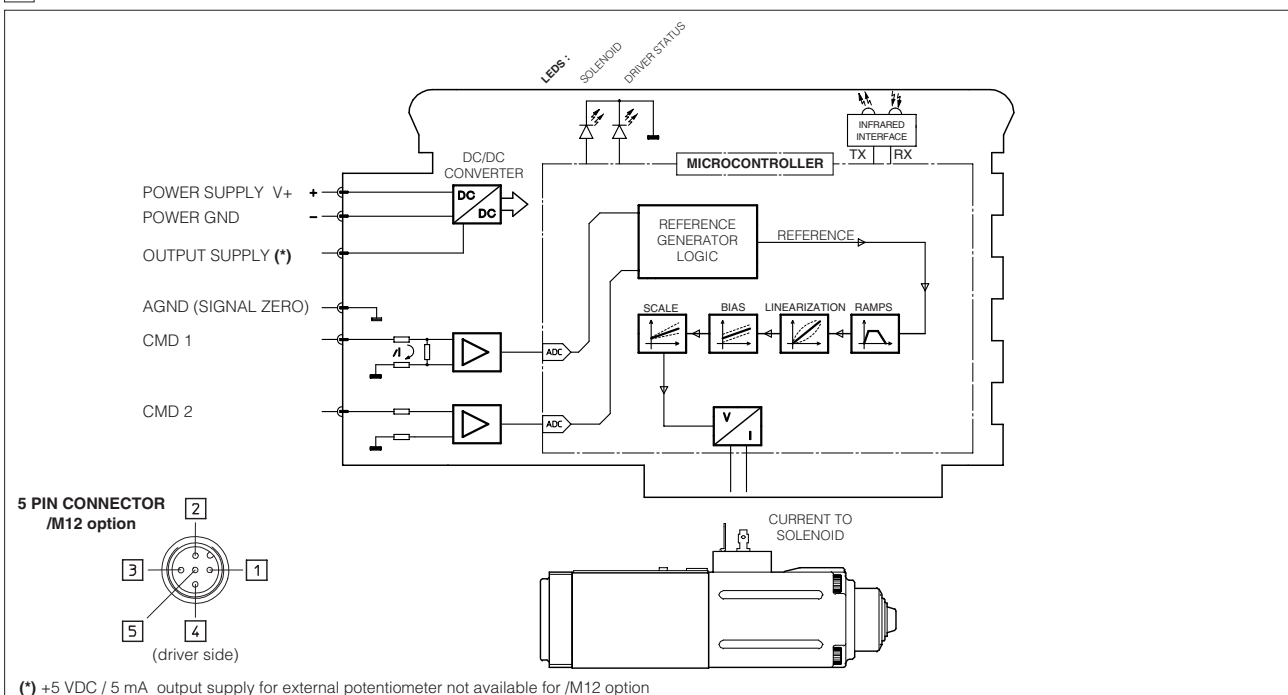 LEDS :
SOLENOID
DRIVER STATUS
INFRARED
INTERFACE
TX
RX
MICROCONTROLLER
DC/DC
CONVERTER
DC
DC
POWER SUPPLY V+ +
POWER GND –
OUTPUT SUPPLY (*)
REFERENCE
GENERATOR
LOGIC
REFERENCE
AGND (SIGNAL ZERO)
SCALE
BIAS
LINEARIZATION
RAMPS
CMD 1
ADC
CMD 2
ADC
V
I
5 PIN CONNECTOR
/M12 option
2
3
1
5
4
(driver side)
CURRENT TO
SOLENOID
(*) +5 VDC / 5 mA output supply for external potentiometer not available for /M12 option